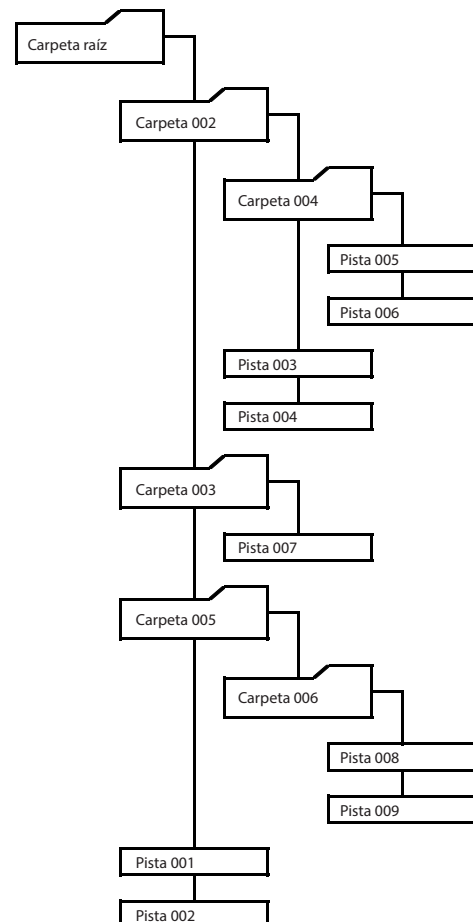 Carpeta raíz
Carpeta 002
Carpeta 004
Pista 005
Pista 006
Pista 003
Pista 004
Carpeta 003
Pista 007
Carpeta 005
Carpeta 006
Pista 008
Pista 009
Pista 001
Pista 002